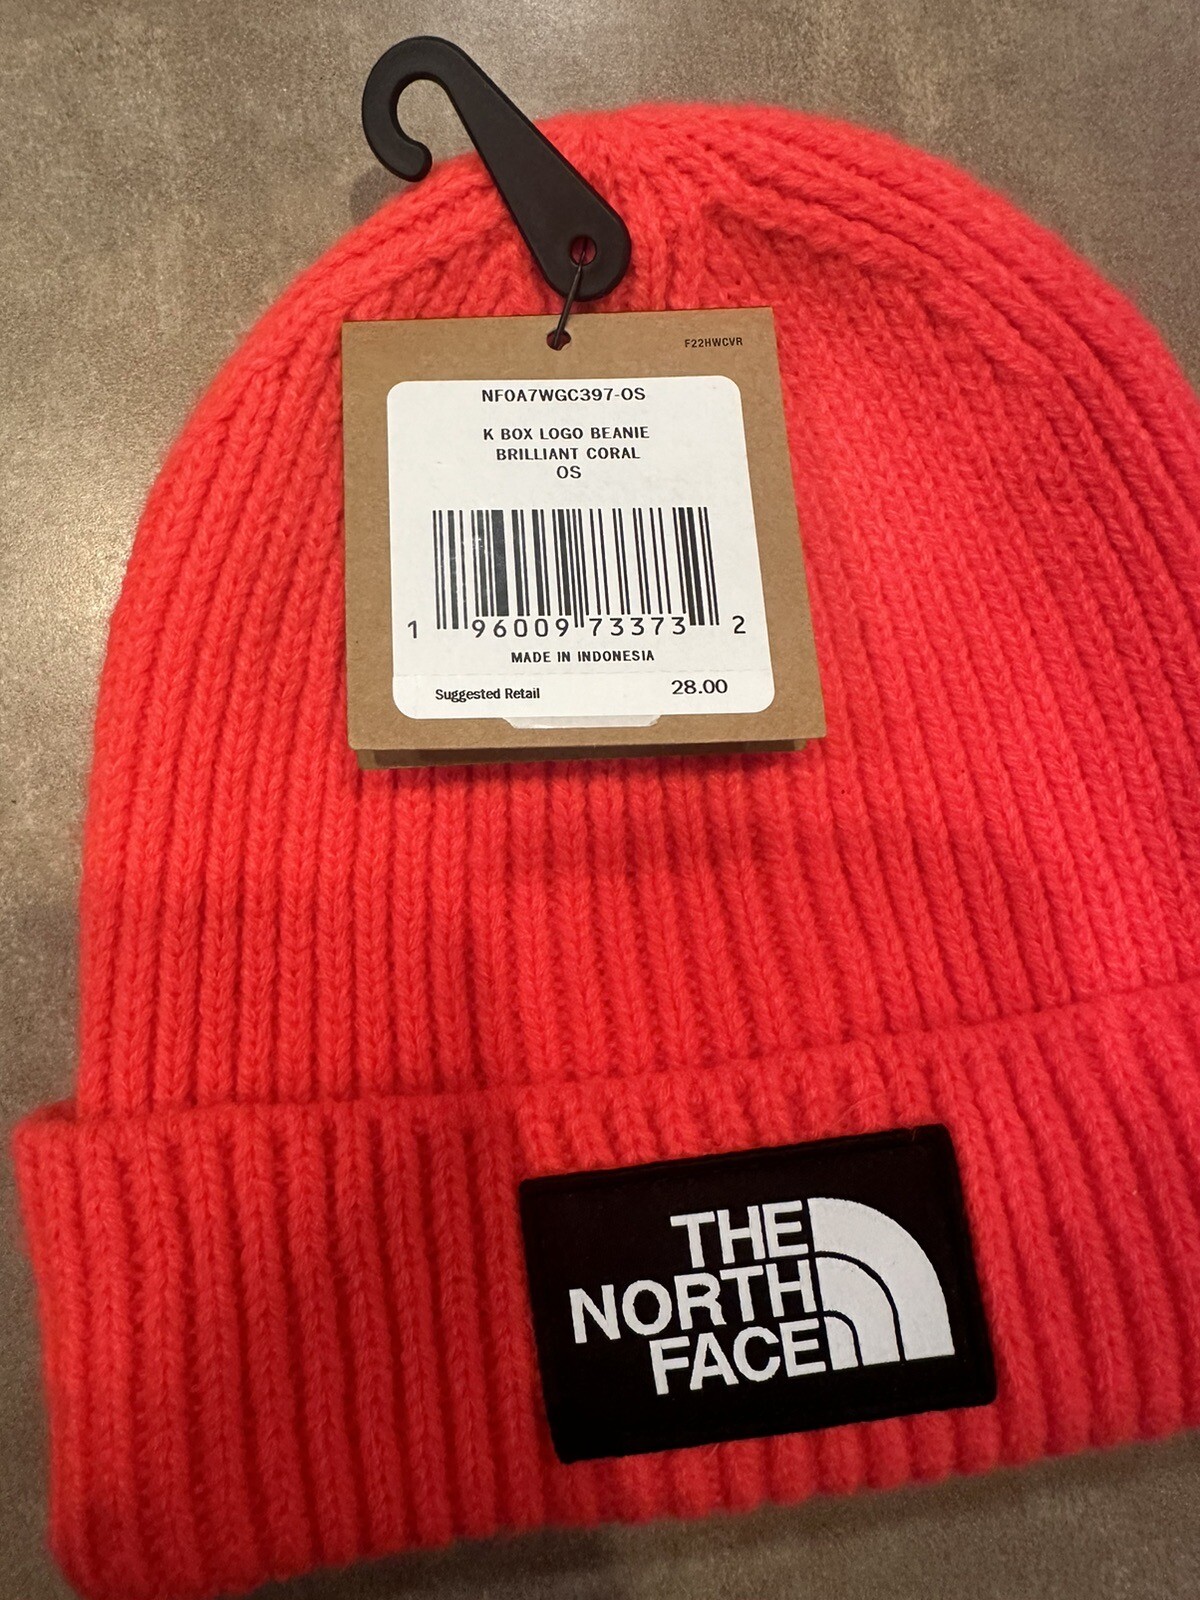 F22HWCVR
NF0A7WGC397-OS
K BOX LOGO BEANIE
BRILLIANT CORAL
OS
1 96009 73373 2
MADE IN INDONESIA
Suggested Retail 28.00
THE
NORTH
FACE